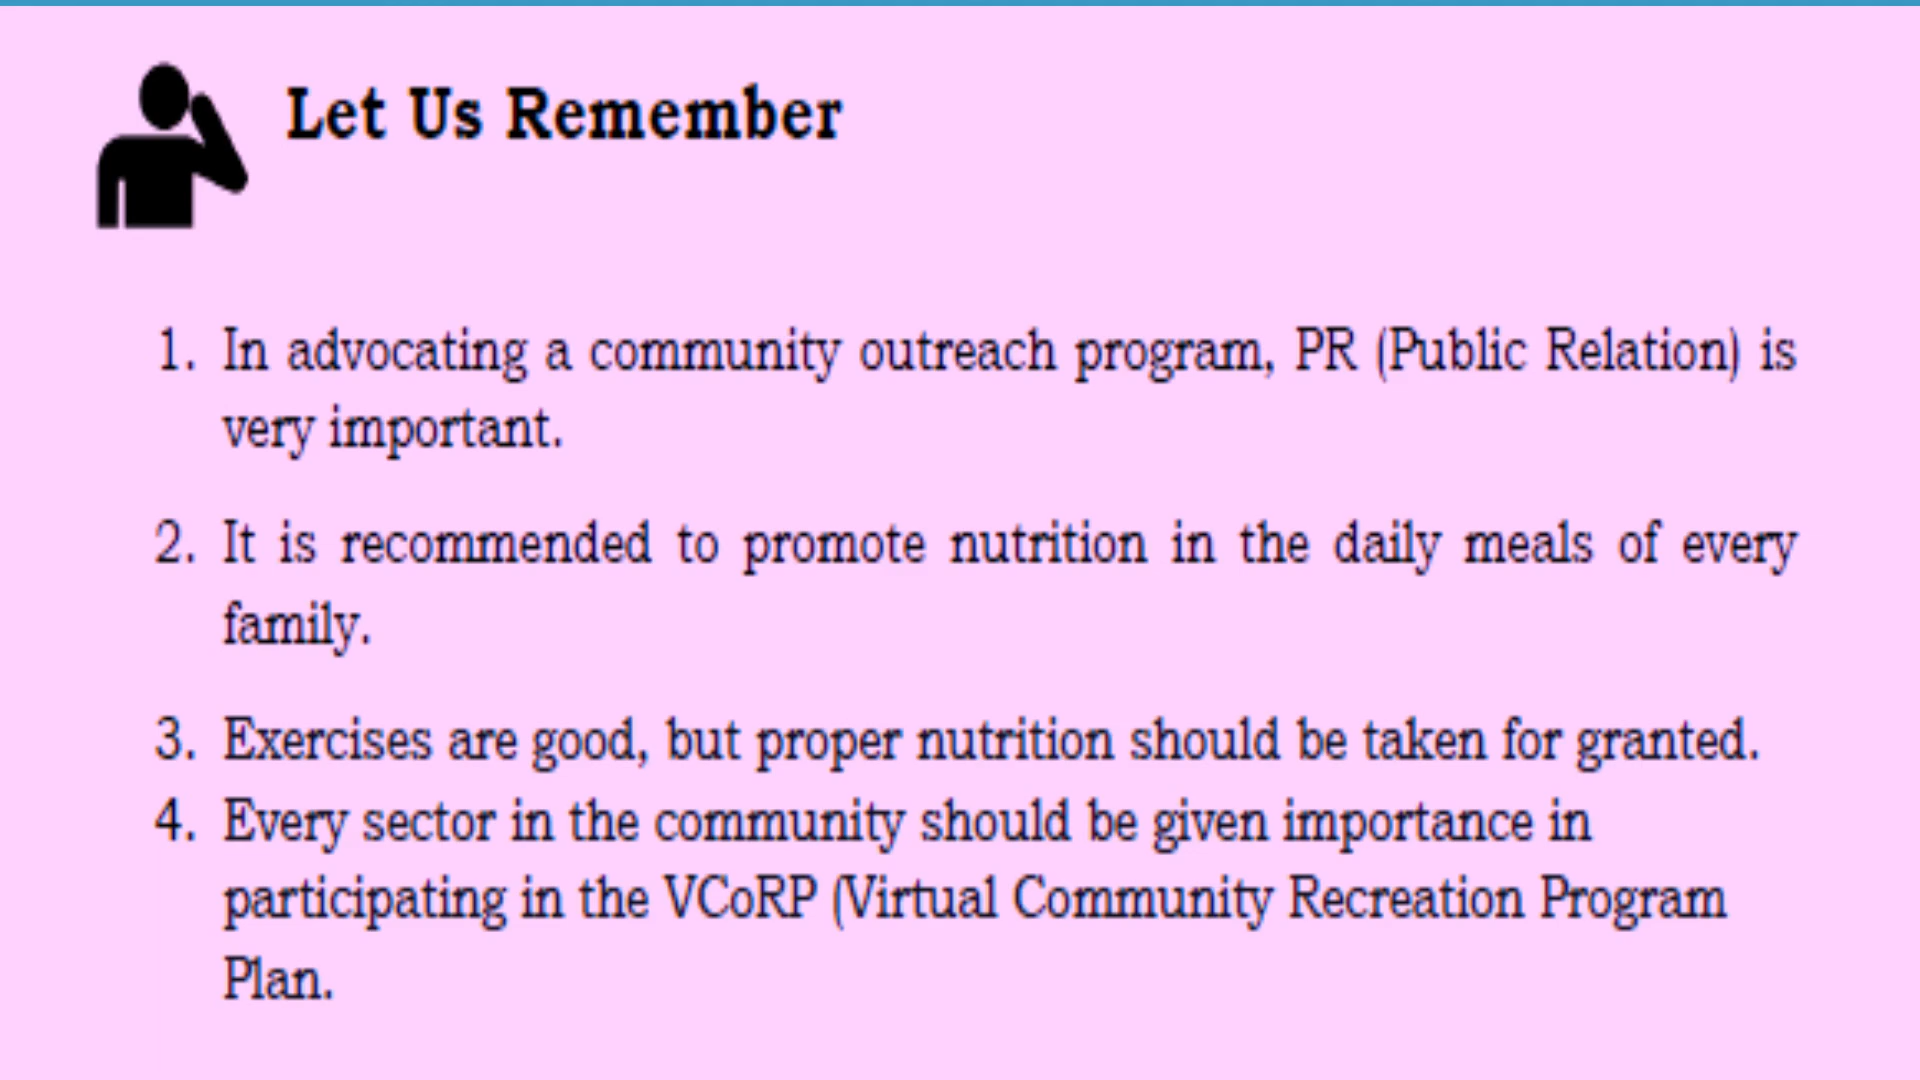 Let Us Remember
1. In advocating a community outreach program, PR (Public Relation) is
very important.
2. It is recommended to promote nutrition in the daily meals of every
family.
3. Exercises are good, but proper nutrition should be taken for granted.
4. Every sector in the community should be given importance in
participating in the VCoRP (Virtual Community Recreation Program
Plan.